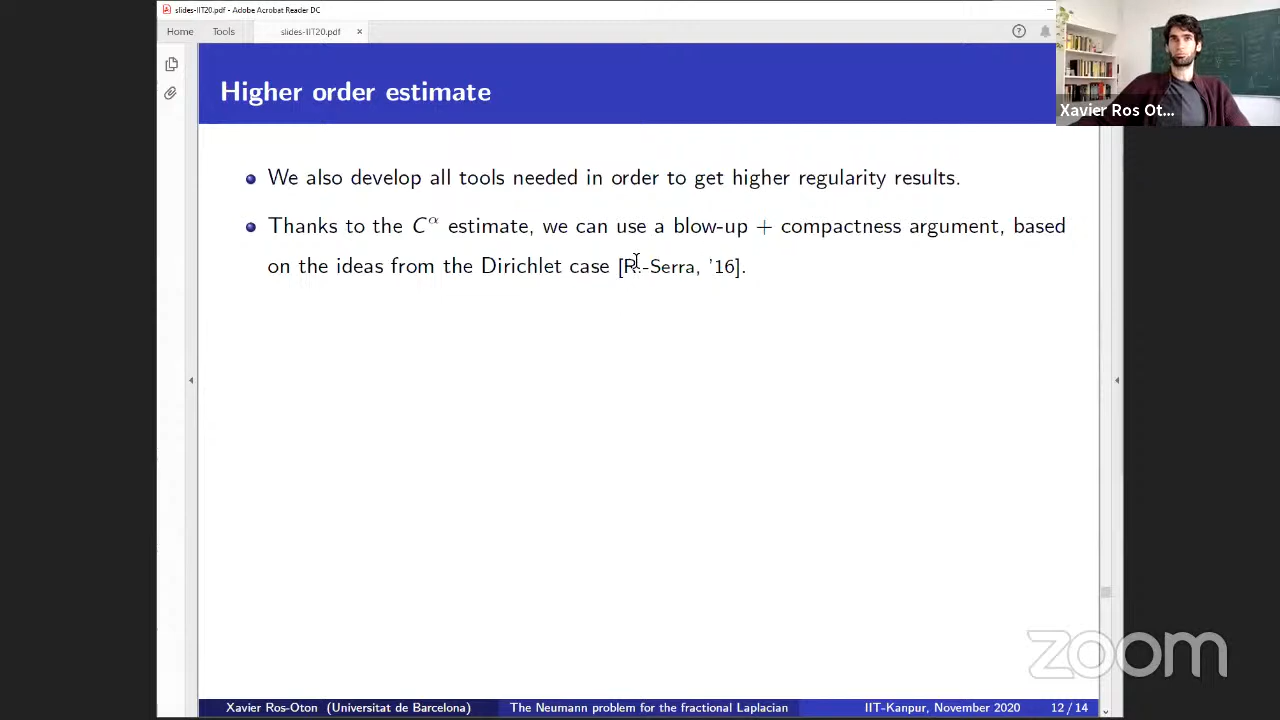 slides-IIT20.pdf - Adobe Acrobat Reader DC
Home Tools slides-IIT20.pdf ×
Higher order estimate
Xavier Ros Ot...
We also develop all tools needed in order to get higher regularity results.
Thanks to the C^α estimate, we can use a blow-up + compactness argument, based
on the ideas from the Dirichlet case [R.-Serra, '16].
zoom
Xavier Ros-Oton (Universitat de Barcelona) The Neumann problem for the fractional Laplacian IIT-Kanpur, November 2020 12 / 14